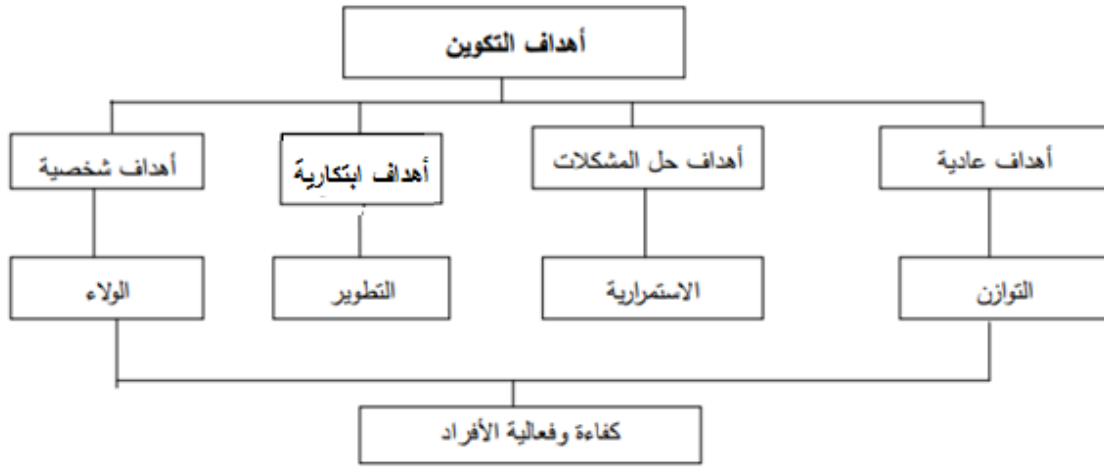 أهداف التكوين
أهداف عادية
أهداف حل المشكلات
أهداف ابتكارية
أهداف شخصية
التوازن
الاستمرارية
التطوير
الولاء
كفاءة وفعالية الأفراد